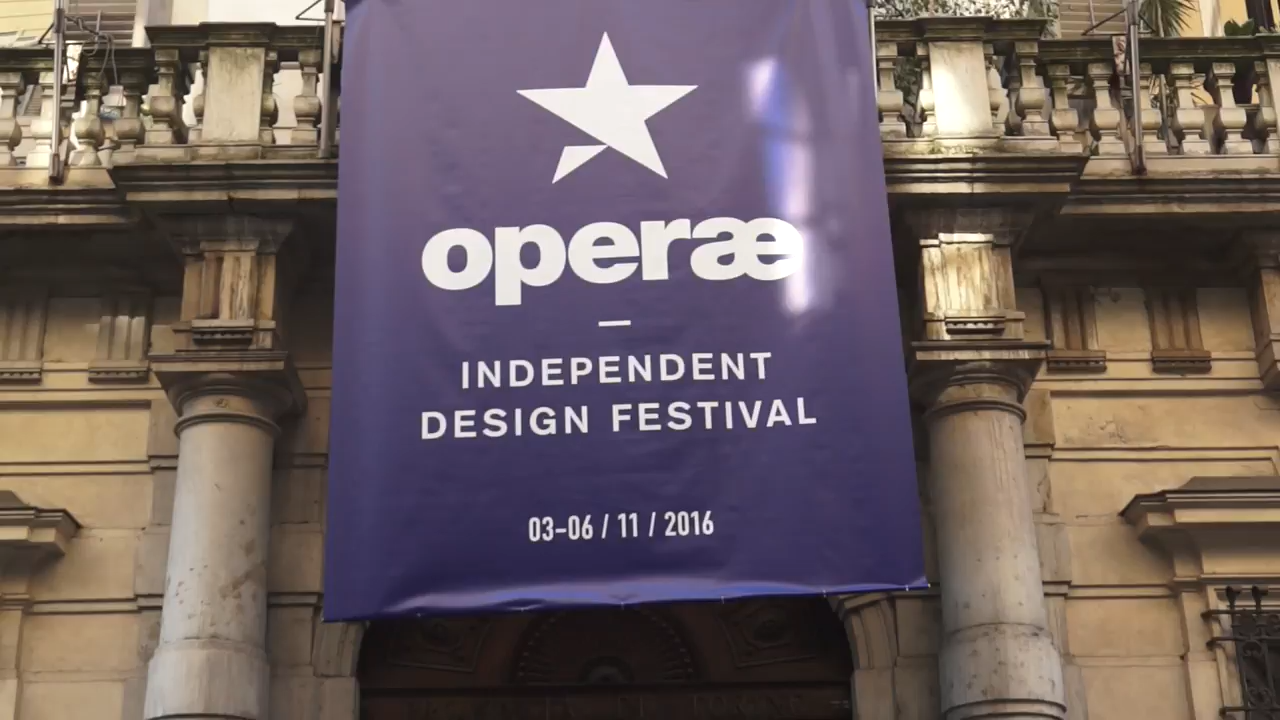 operæ
INDEPENDENT
DESIGN FESTIVAL
03-06 / 11 / 2016